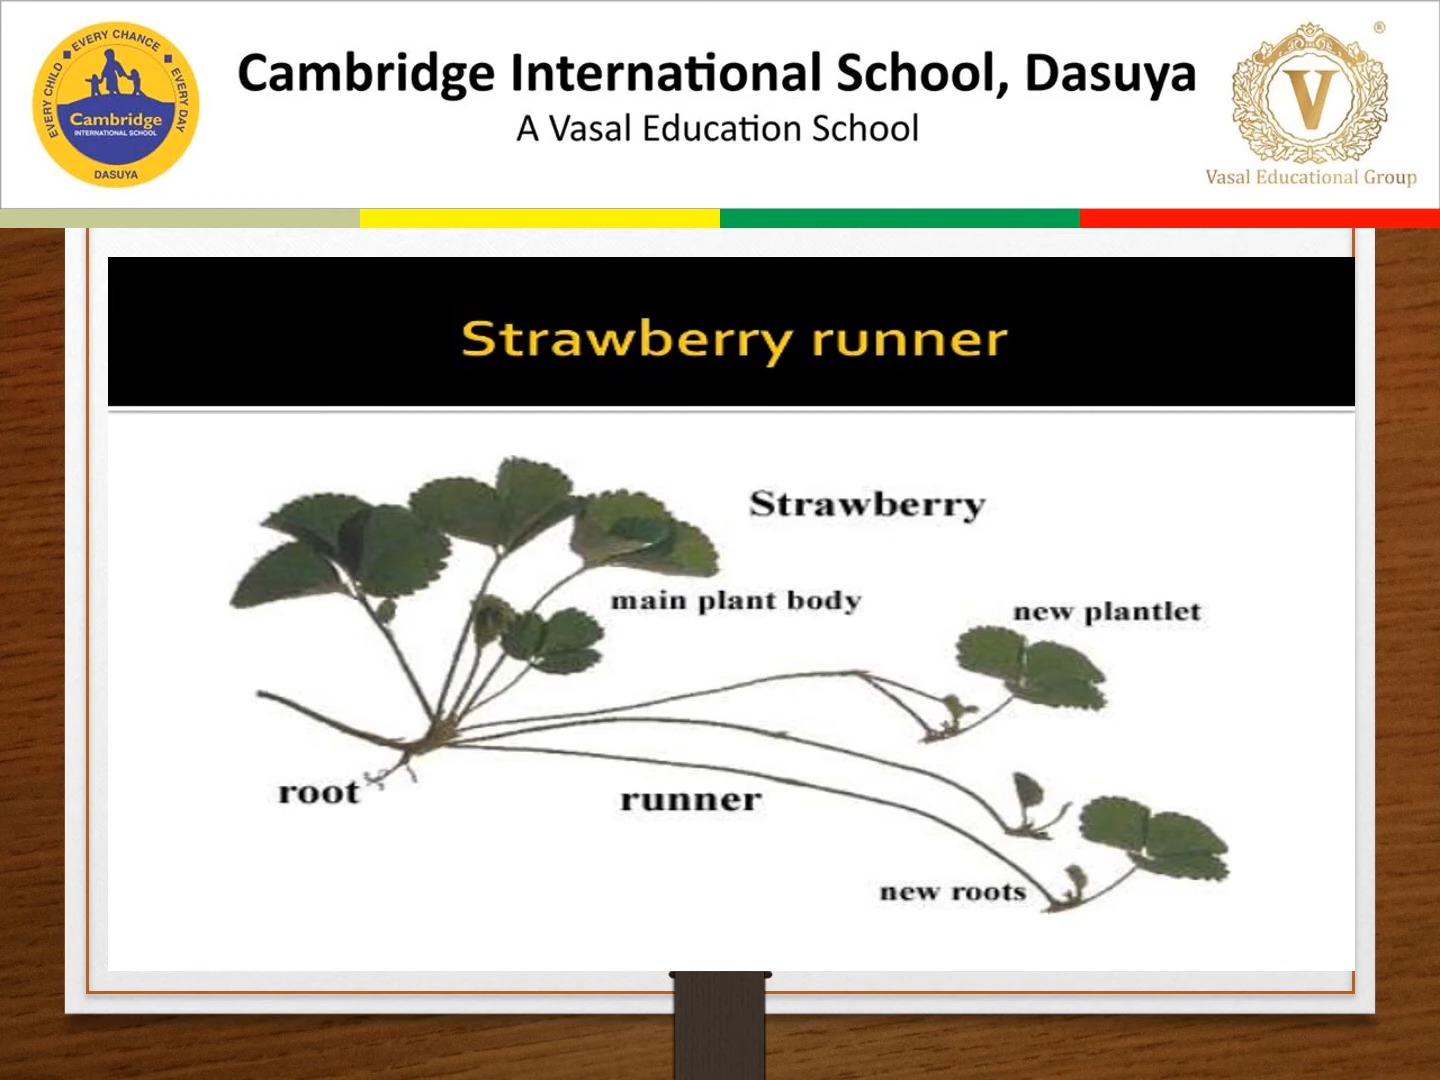 EVERY CHILD • EVERY CHANCE • EVERY DAY
Cambridge
INTERNATIONAL SCHOOL
DASUYA
Cambridge International School, Dasuya
A Vasal Education School
®
V
Vasal Educational Group
Strawberry runner
Strawberry
main plant body
new plantlet
root
runner
new roots